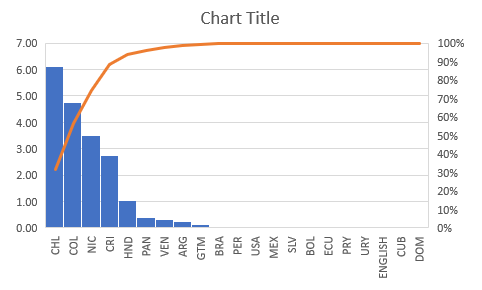 Chart Title
7.00
6.00
5.00
4.00
3.00
2.00
1.00
0.00
100%
90%
80%
70%
60%
50%
40%
30%
20%
10%
0%
CHL
COL
NIC
CRI
HND
PAN
VEN
ARG
GTM
BRA
PER
USA
MEX
SLV
BOL
ECU
PRY
URY
ENGLISH
CUB
DOM